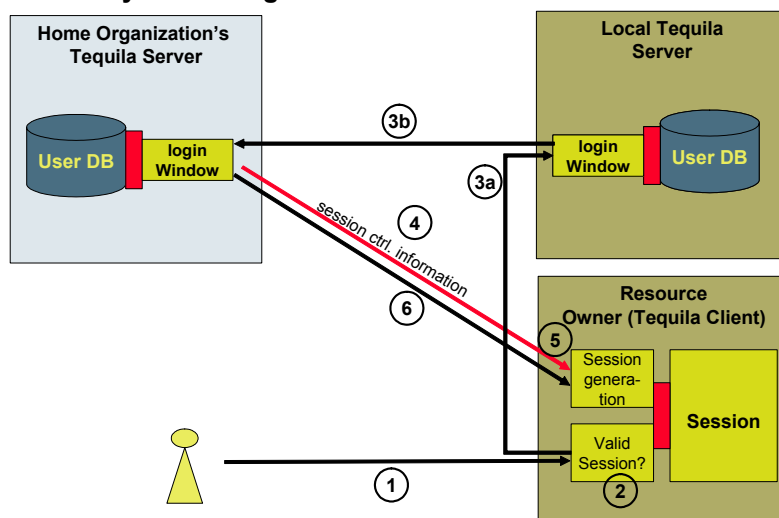 Home Organization's
Tequila Server
User DB
login
Window
3b
3a
Local Tequila
Server
login
Window
User DB
4
session ctrl. information
6
Resource
Owner (Tequila Client)
5
Session
genera-
tion
Session
Valid
Session?
2
1